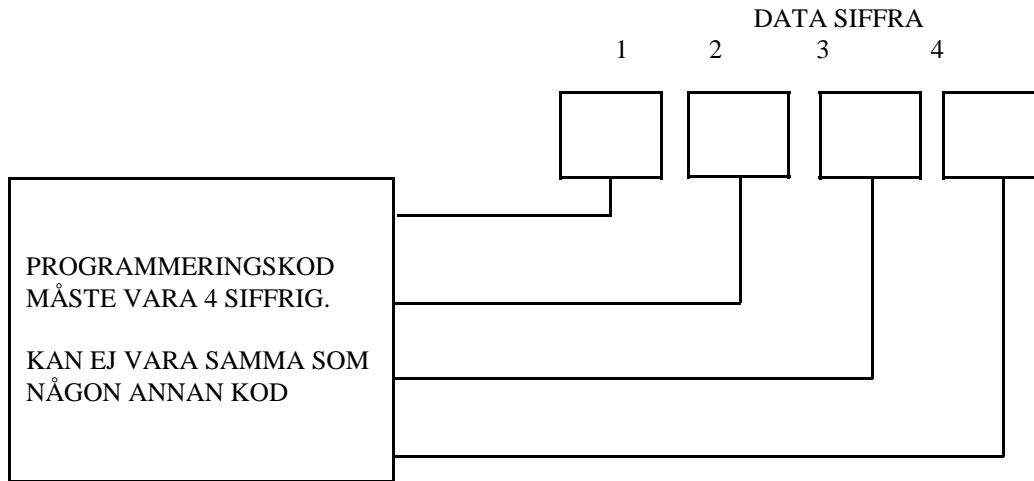 DATA SIFFRA
1 2 3 4
PROGRAMMERINGSKOD
MÅSTE VARA 4 SIFFRIG.
KAN EJ VARA SAMMA SOM
NÅGON ANNAN KOD